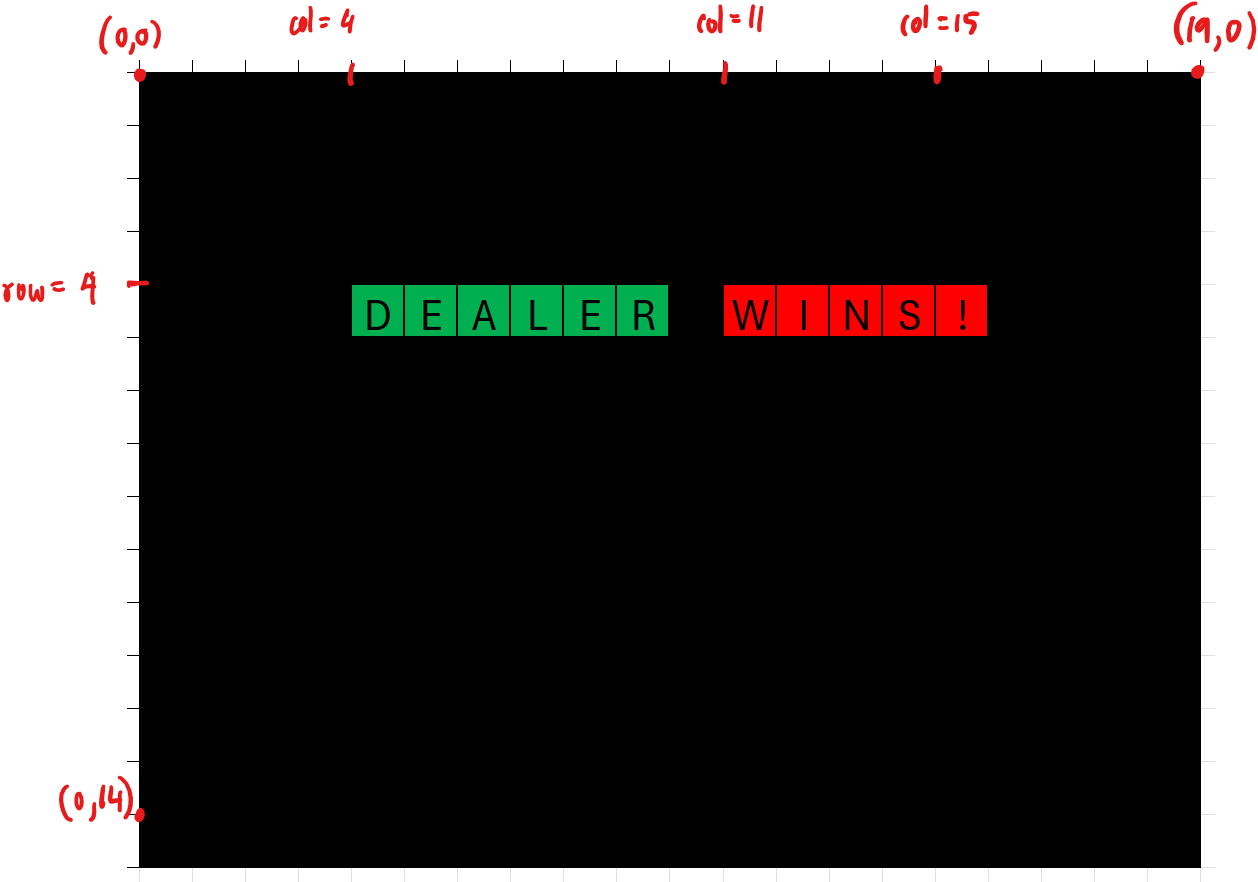 col=4 col=11 col=15
(0,0) (19,0)
row=4
DEALER WINS!
(0,14)